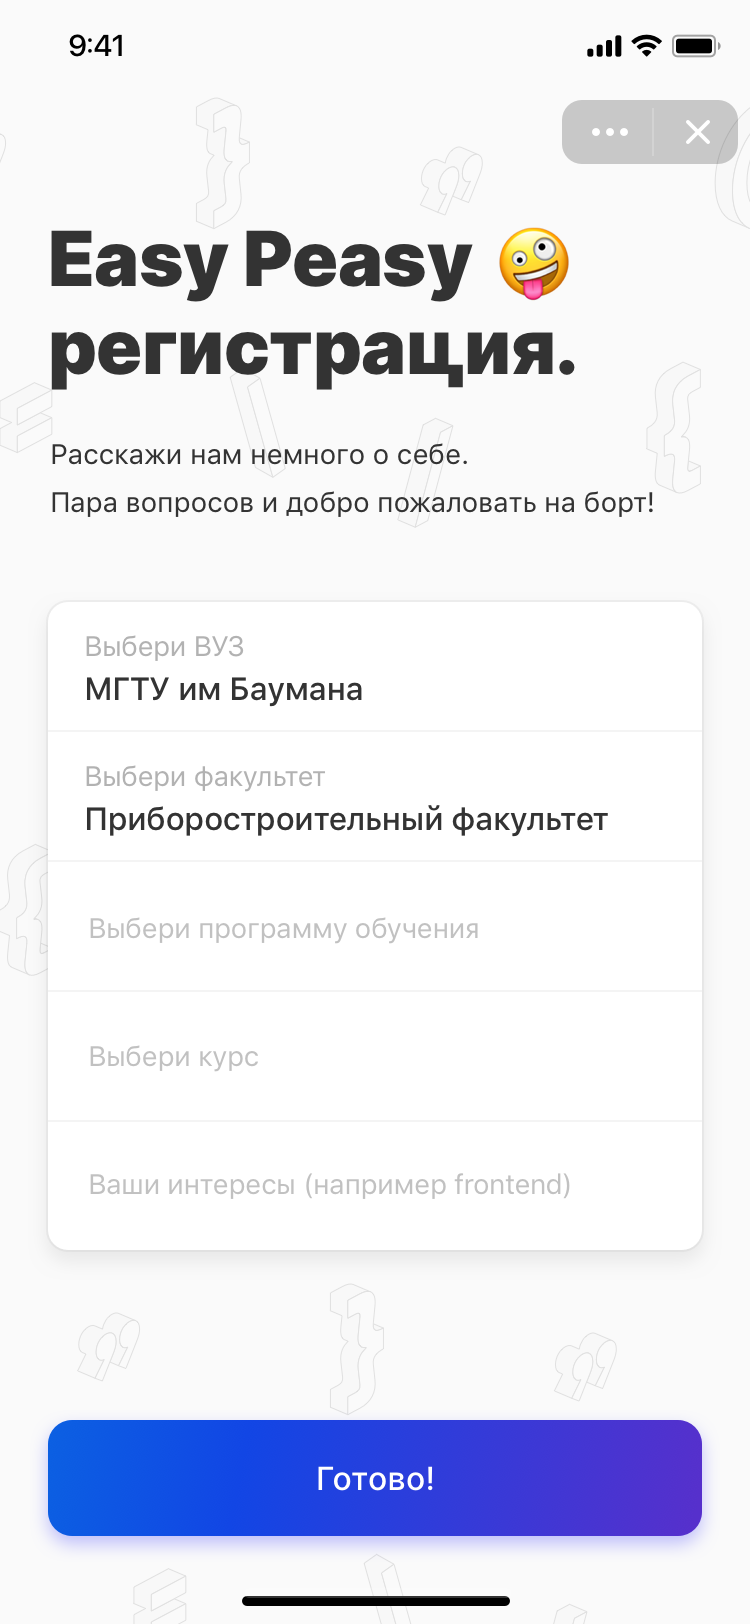 9:41
Easy Peasy 🤪
регистрация.
Расскажи нам немного о себе.
Пара вопросов и добро пожаловать на борт!
Выбери ВУЗ
МГТУ им Баумана
Выбери факультет
Приборостроительный факультет
Выбери программу обучения
Выбери курс
Ваши интересы (например frontend)
Готово!